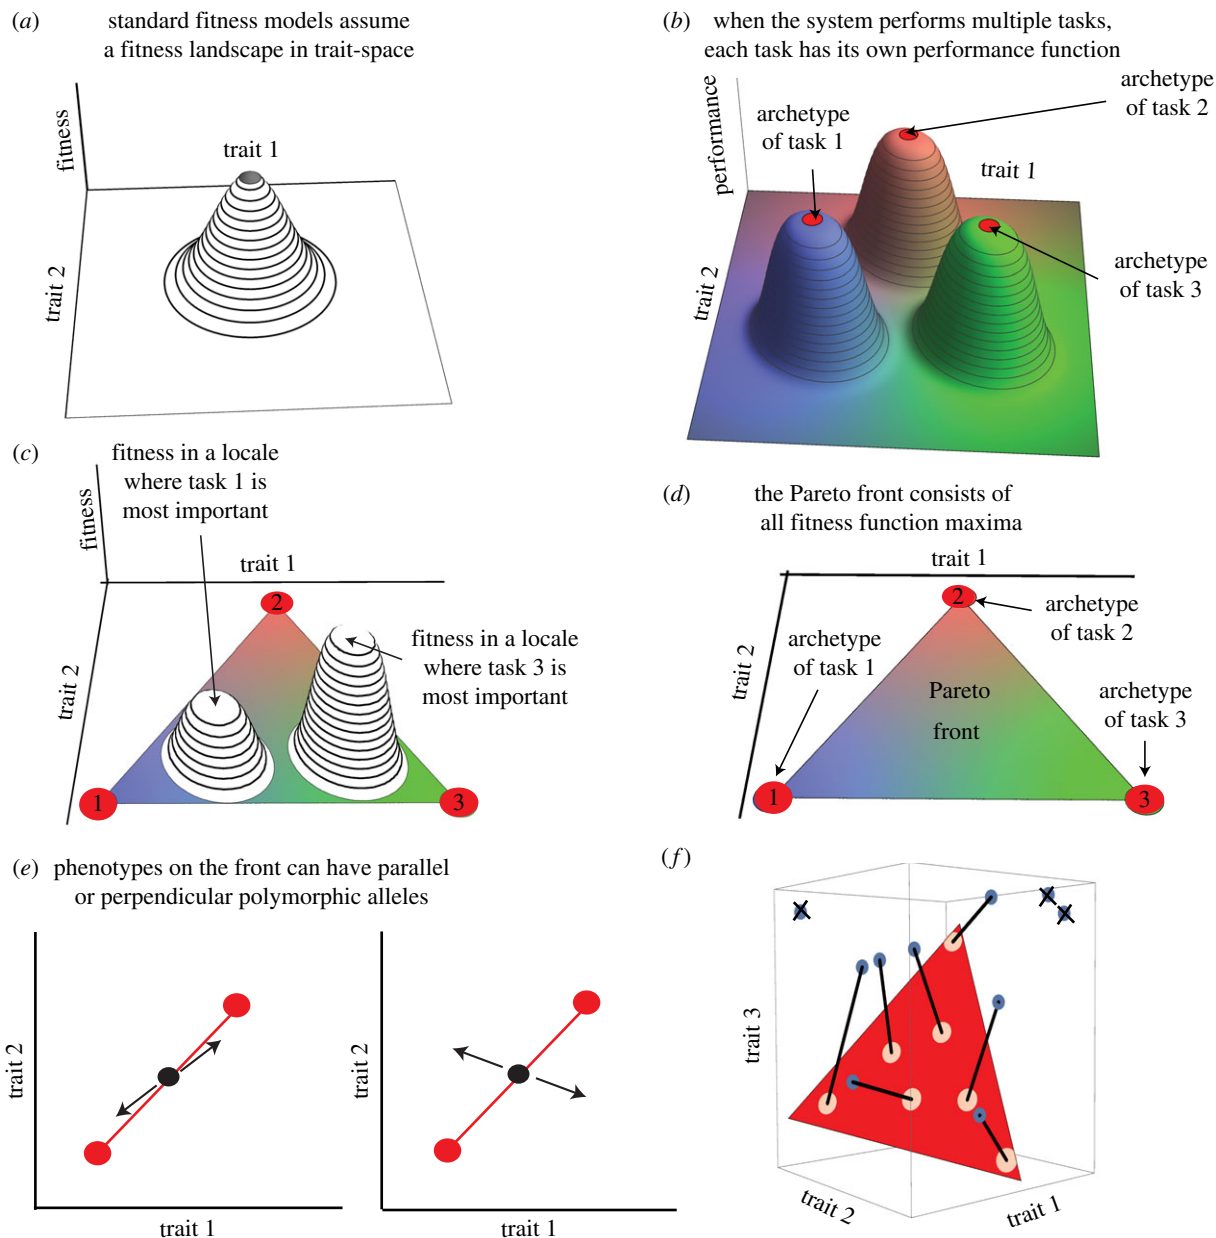 (a) standard fitness models assume
a fitness landscape in trait-space
fitness
trait 1
trait 2
(b) when the system performs multiple tasks,
each task has its own performance function
performance
archetype
of task 1
archetype
of task 2
trait 1
archetype
of task 3
trait 2
(c) fitness in a locale
where task 1 is
most important
fitness
trait 1
2
fitness in a locale
where task 3 is
most important
trait 2
1
3
(d) the Pareto front consists of
all fitness function maxima
trait 1
2
archetype
of task 2
archetype
of task 1
trait 2
Pareto
front
archetype
of task 3
1
3
(e) phenotypes on the front can have parallel
or perpendicular polymorphic alleles
trait 2
trait 1
trait 2
trait 1
(f)
trait 3
trait 2
trait 1